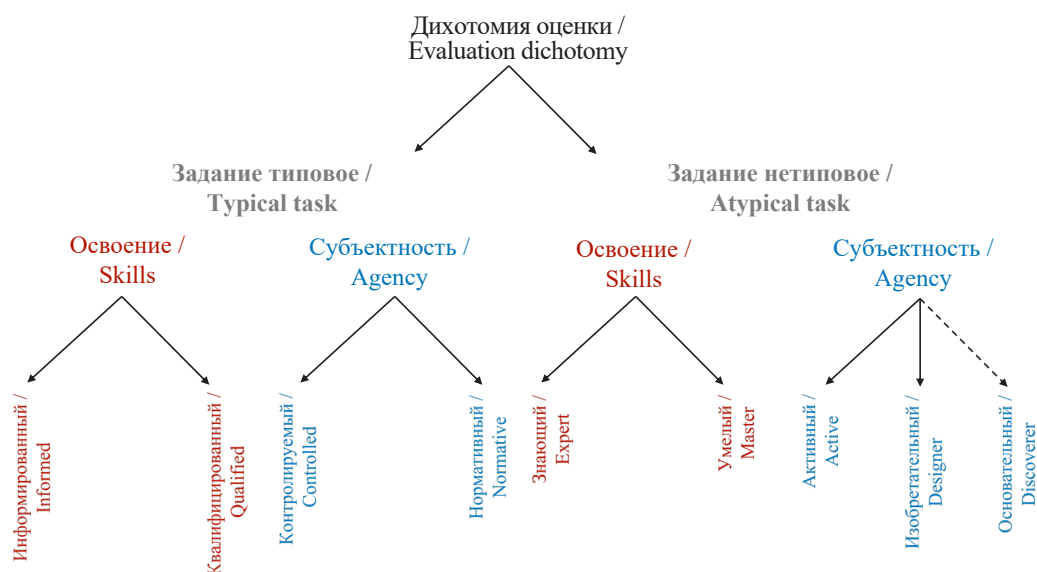 Дихотомия оценки /
Evaluation dichotomy
Задание типовое /
Typical task
Задание нетиповое /
Atypical task
Освоение /
Skills
Субъектность /
Agency
Освоение /
Skills
Субъектность /
Agency
Информированный /
Informed
Квалифицированный /
Qualified
Контролируемый /
Controlled
Нормативный /
Normative
Знающий /
Expert
Умелый /
Master
Активный /
Active
Изобретательный /
Designer
Основательный /
Discoverer